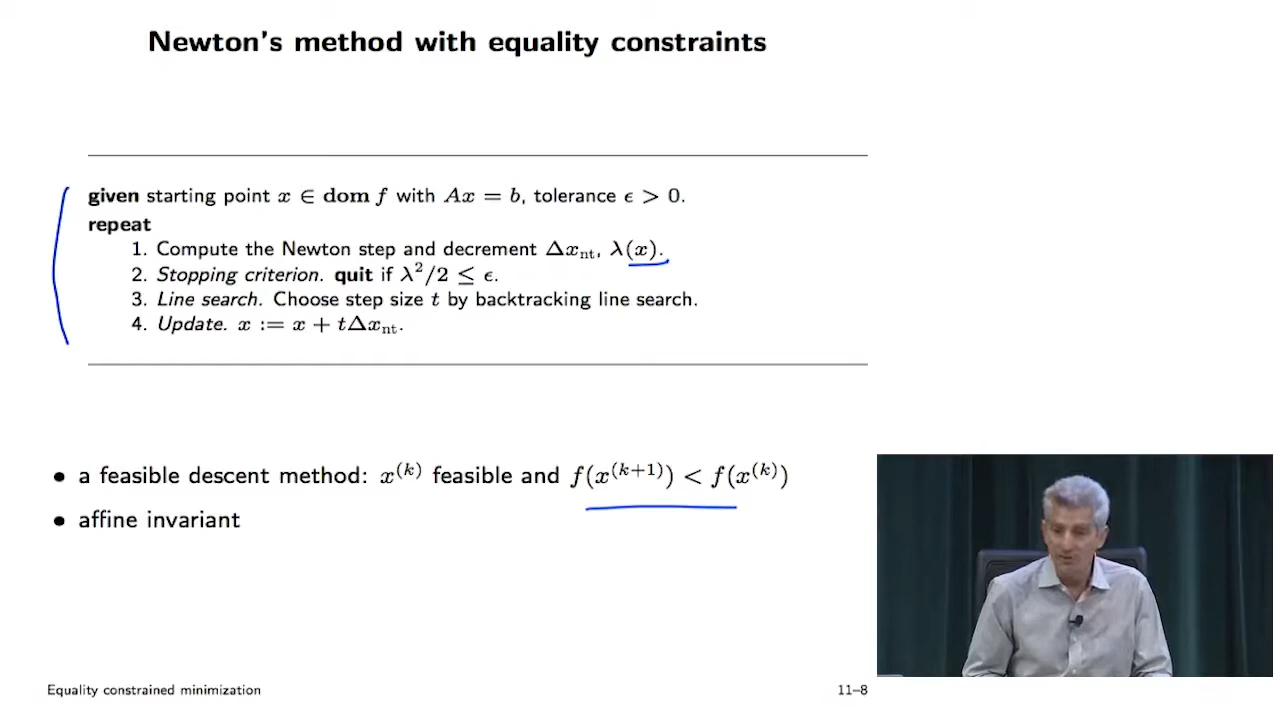 Newton's method with equality constraints
given starting point x ∈ dom f with Ax = b, tolerance ϵ > 0.
repeat
1. Compute the Newton step and decrement Δx_nt, λ(x).
2. Stopping criterion. quit if λ²/2 ≤ ϵ.
3. Line search. Choose step size t by backtracking line search.
4. Update. x := x + tΔx_nt.
• a feasible descent method: x^(k) feasible and f(x^(k+1)) < f(x^(k))
• affine invariant
Equality constrained minimization
11–8